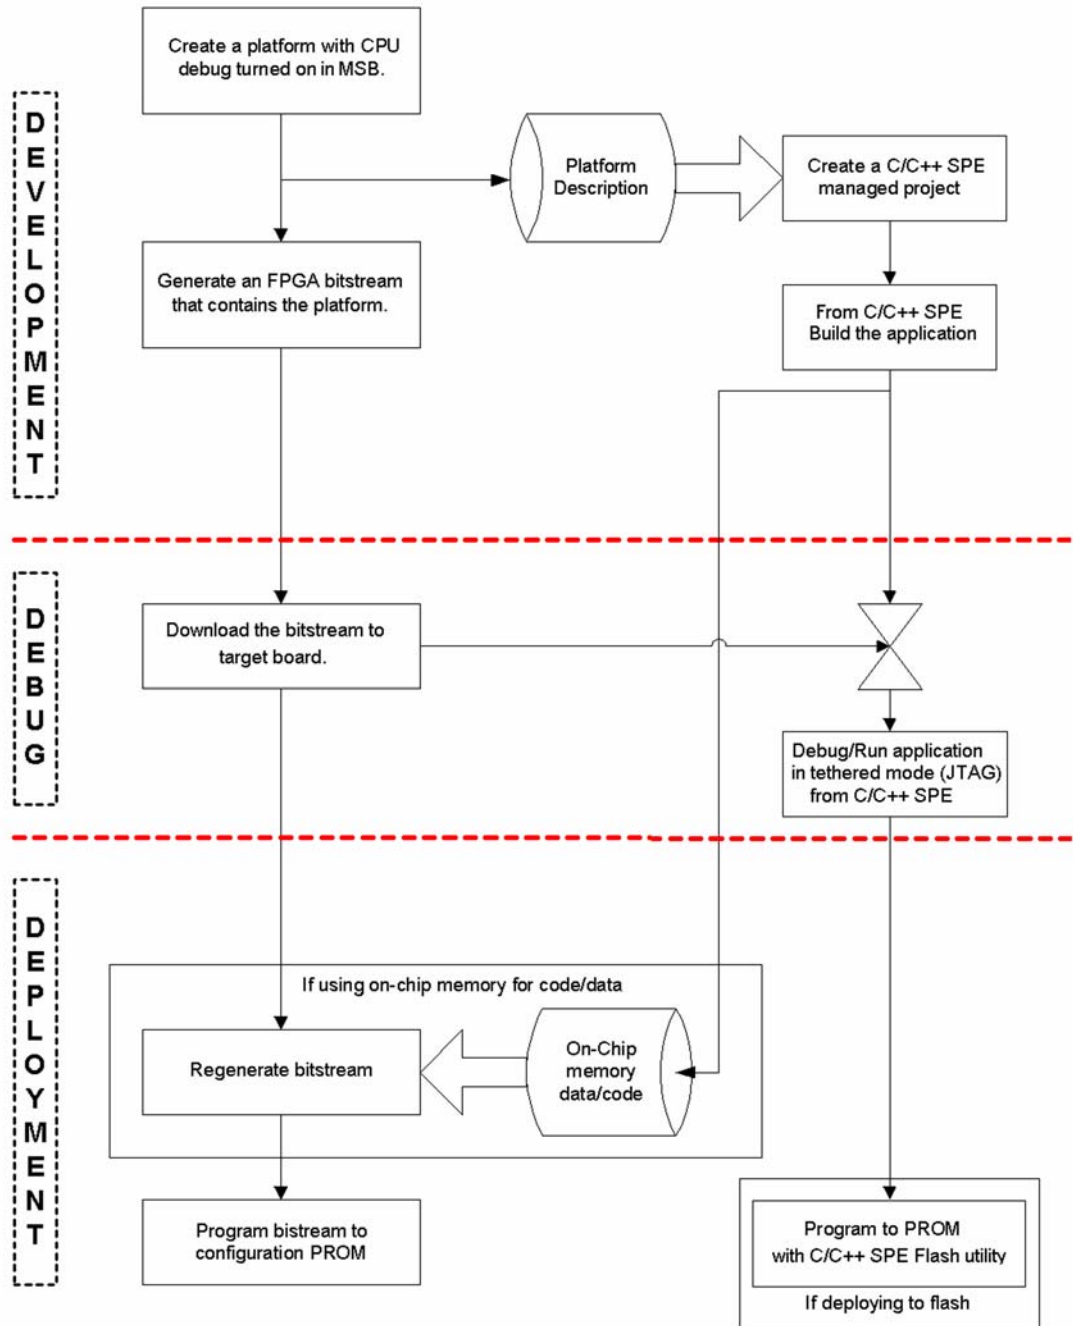 Create a platform with CPU
debug turned on in MSB.
DEVELOPMENT
Platform
Description
Create a C/C++ SPE
managed project
Generate an FPGA bitstream
that contains the platform.
From C/C++ SPE
Build the application
DEBUG
Download the bitstream to
target board.
Debug/Run application
in tethered mode (JTAG)
from C/C++ SPE
DEPLOYMENT
If using on-chip memory for code/data
Regenerate bitstream
On-Chip
memory
data/code
Program bistream to
configuration PROM
Program to PROM
with C/C++ SPE Flash utility
If deploying to flash